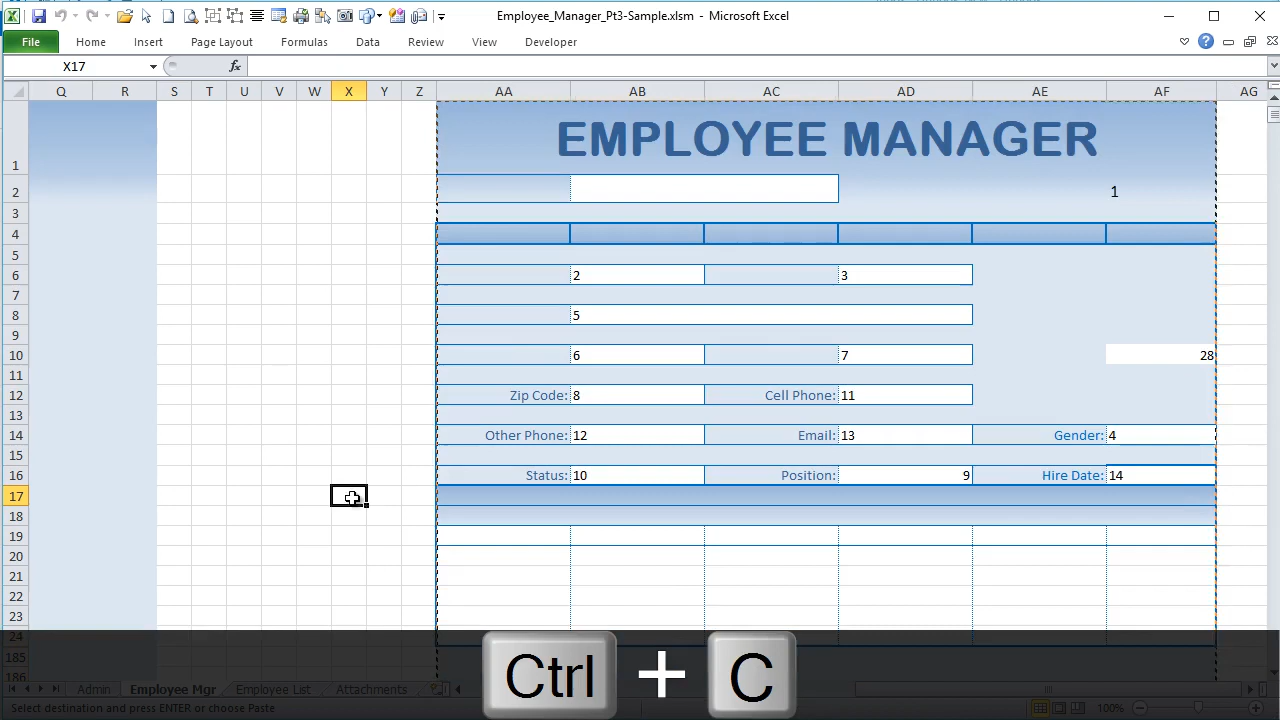 Employee_Manager_Pt3-Sample.xlsm - Microsoft Excel
File Home Insert Page Layout Formulas Data Review View Developer
X17 fx
Q R S T U V W X Y Z AA AB AC AD AE AF AG
1 EMPLOYEE MANAGER
2 1
3
4
5
6 2 3
7
8 5
9
10 6 7 28
11
12 Zip Code: 8 Cell Phone: 11
13
14 Other Phone: 12 Email: 13 Gender: 4
15
16 Status: 10 Position: 9 Hire Date: 14
17
18
19
20
21
22
23
24
185
186
Ctrl + C
Admin Employee Mgr Employee List Attachments
Select destination and press ENTER or choose Paste 100%